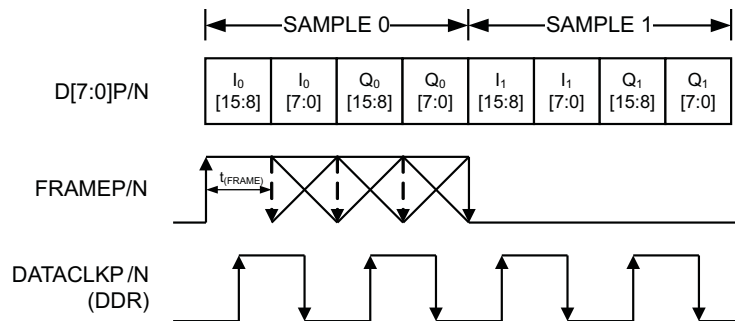 SAMPLE 0 SAMPLE 1
D[7:0]P/N
I0 I0 Q0 Q0 I1 I1 Q1 Q1
[15:8] [7:0] [15:8] [7:0] [15:8] [7:0] [15:8] [7:0]
FRAMEP/N
t(FRAME)
DATACLKP/N
(DDR)